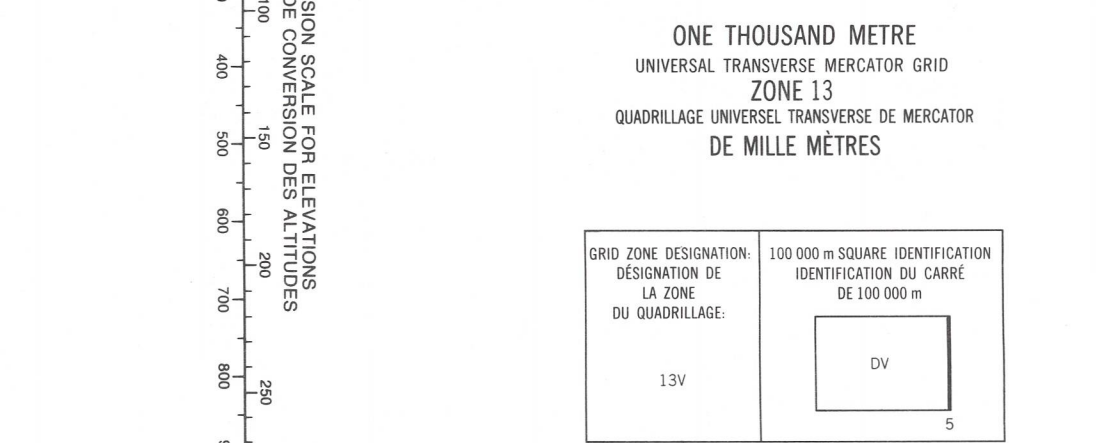 SION SCALE FOR ELEVATIONS
DE CONVERSION DES ALTITUDES
100
150
200
250
400
500
600
700
800
ONE THOUSAND METRE
UNIVERSAL TRANSVERSE MERCATOR GRID
ZONE 13
QUADRILLAGE UNIVERSEL TRANSVERSE DE MERCATOR
DE MILLE MÈTRES
GRID ZONE DESIGNATION:
DÉSIGNATION DE
LA ZONE
DU QUADRILLAGE:
13V
100 000 m SQUARE IDENTIFICATION
IDENTIFICATION DU CARRÉ
DE 100 000 m
DV
5